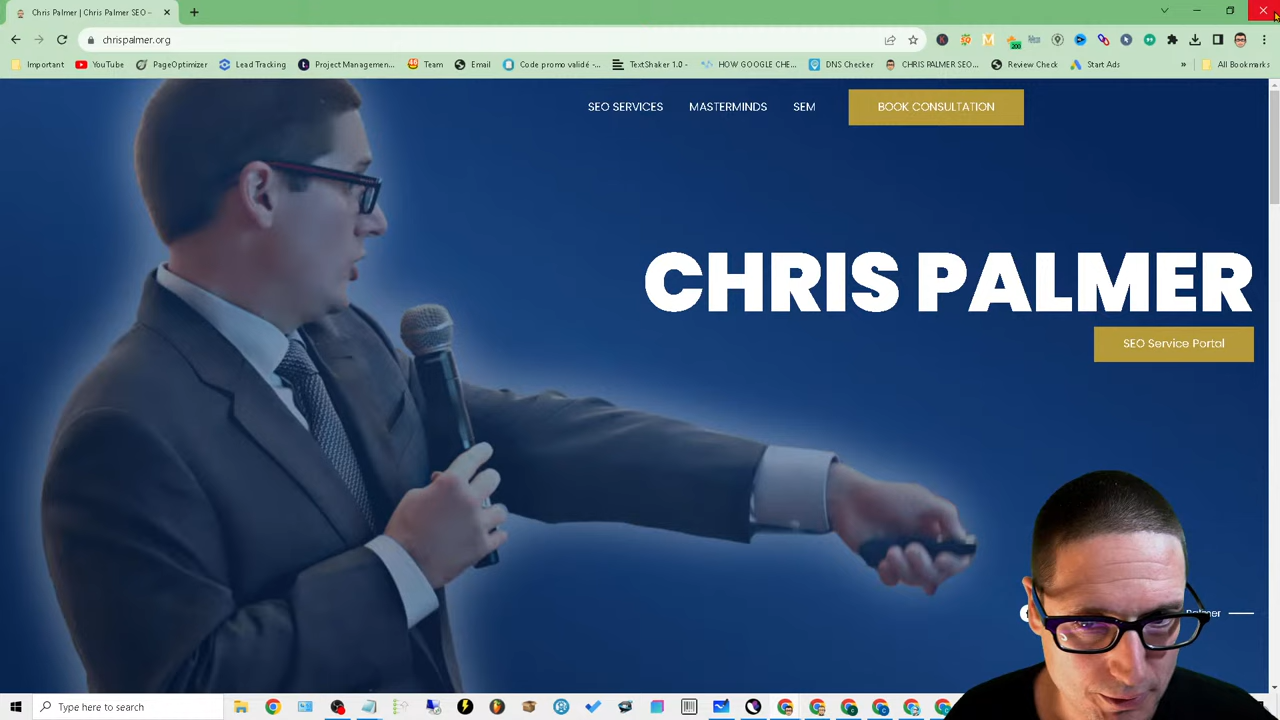 Chris Palmer | Chris Palmer SEO -
chrispalmer.org
Important YouTube PageOptimizer Lead Tracking Project Managemen... Team Email Code promo validé -... TextShaker 1.0 - HOW GOOGLE CHE... DNS Checker CHRIS PALMER SEO... Review Check Start Ads » All Bookmarks
SEO SERVICES MASTERMINDS SEM BOOK CONSULTATION
CHRIS PALMER
SEO Service Portal
Palmer
Type here to search